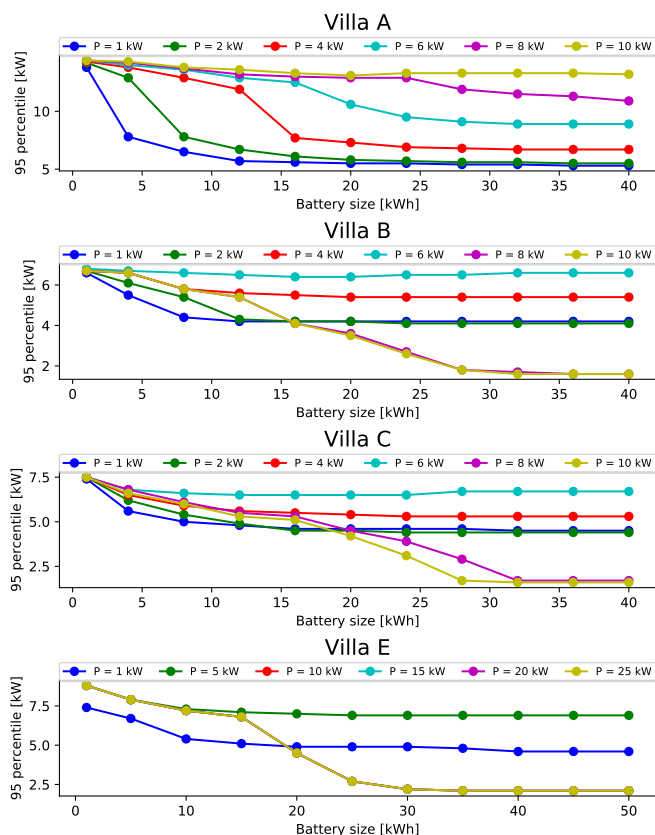 Villa A
P = 1 kW P = 2 kW P = 4 kW P = 6 kW P = 8 kW P = 10 kW
95 percentile [kW]
10
5
0 5 10 15 20 25 30 35 40
Battery size [kWh]
Villa B
P = 1 kW P = 2 kW P = 4 kW P = 6 kW P = 8 kW P = 10 kW
95 percentile [kW]
6
4
2
0 5 10 15 20 25 30 35 40
Battery size [kWh]
Villa C
P = 1 kW P = 2 kW P = 4 kW P = 6 kW P = 8 kW P = 10 kW
95 percentile [kW]
7.5
5.0
2.5
0 5 10 15 20 25 30 35 40
Battery size [kWh]
Villa E
P = 1 kW P = 5 kW P = 10 kW P = 15 kW P = 20 kW P = 25 kW
95 percentile [kW]
7.5
5.0
2.5
0 10 20 30 40 50
Battery size [kWh]